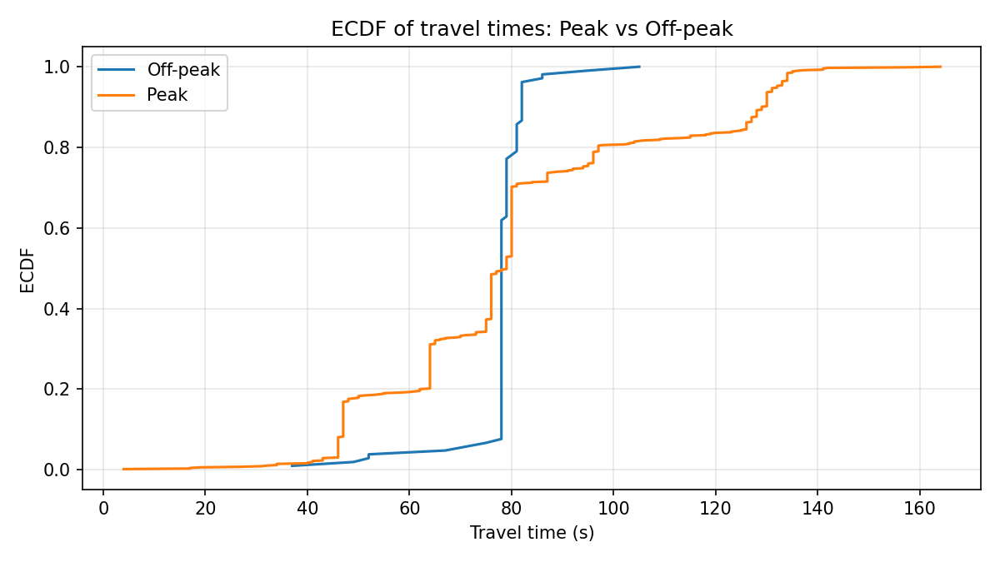 ECDF of travel times: Peak vs Off-peak
Off-peak
Peak
1.0
0.8
0.6
0.4
0.2
0.0
ECDF
0 20 40 60 80 100 120 140 160
Travel time (s)